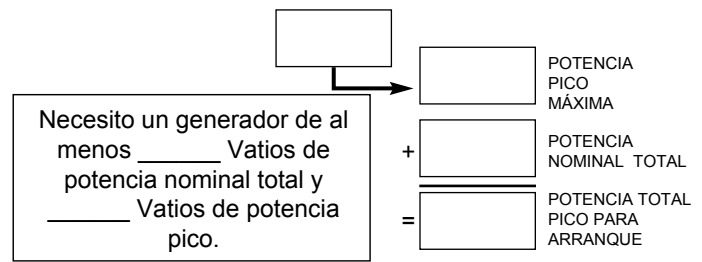 POTENCIA
PICO
MÁXIMA
Necesito un generador de al
menos ______ Vatios de
potencia nominal total y
______ Vatios de potencia
pico.
+
POTENCIA
NOMINAL TOTAL
=
POTENCIA TOTAL
PICO PARA
ARRANQUE